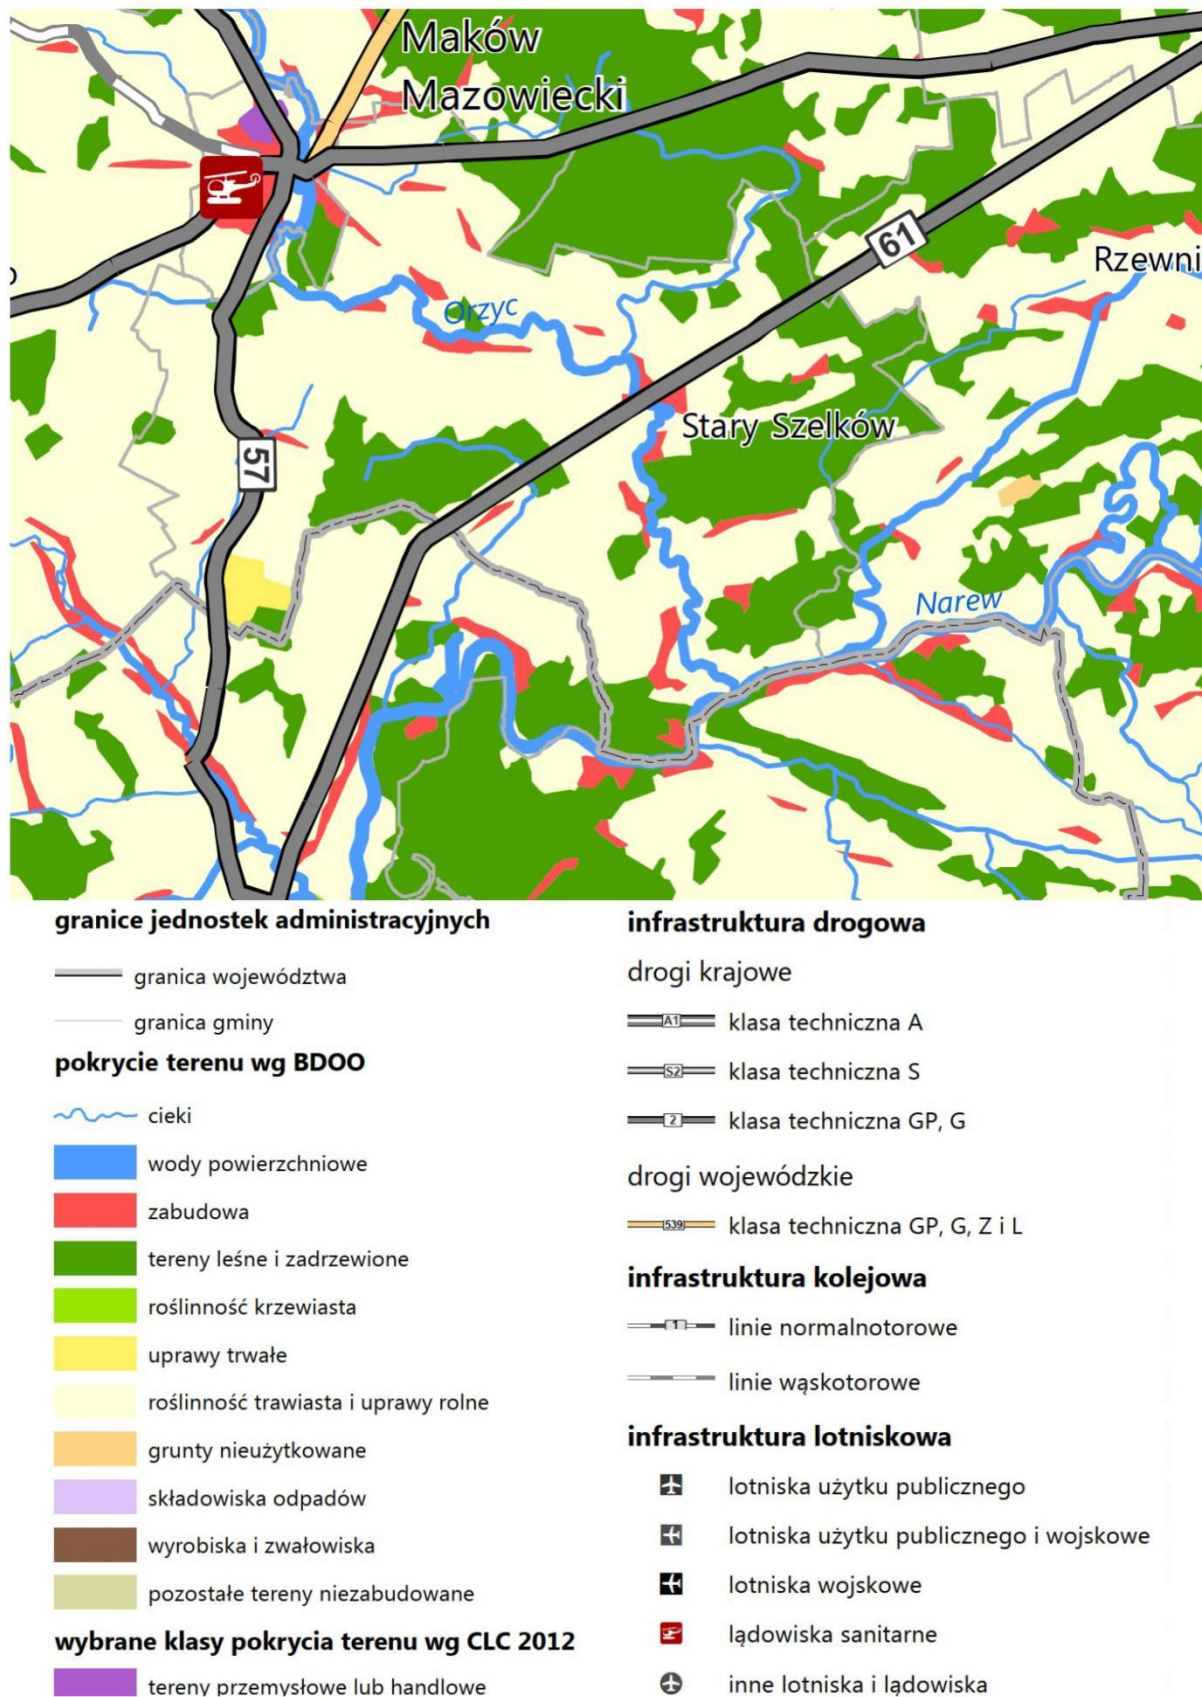 Maków
Mazowiecki
61
Rzewni
Orzyc
Stary Szelków
57
Narew
granice jednostek administracyjnych
granica województwa
granica gminy
pokrycie terenu wg BDOO
cieki
wody powierzchniowe
zabudowa
tereny leśne i zadrzewione
roślinność krzewiasta
uprawy trwałe
roślinność trawiasta i uprawy rolne
grunty nieużytkowane
składowiska odpadów
wyrobiska i zwałowiska
pozostałe tereny niezabudowane
wybrane klasy pokrycia terenu wg CLC 2012
tereny przemysłowe lub handlowe
infrastruktura drogowa
drogi krajowe
A1 klasa techniczna A
S2 klasa techniczna S
2 klasa techniczna GP, G
drogi wojewódzkie
539 klasa techniczna GP, G, Z i L
infrastruktura kolejowa
1 linie normalnotorowe
linie wąskotorowe
infrastruktura lotniskowa
lotniska użytku publicznego
lotniska użytku publicznego i wojskowe
lotniska wojskowe
lądowiska sanitarne
inne lotniska i lądowiska